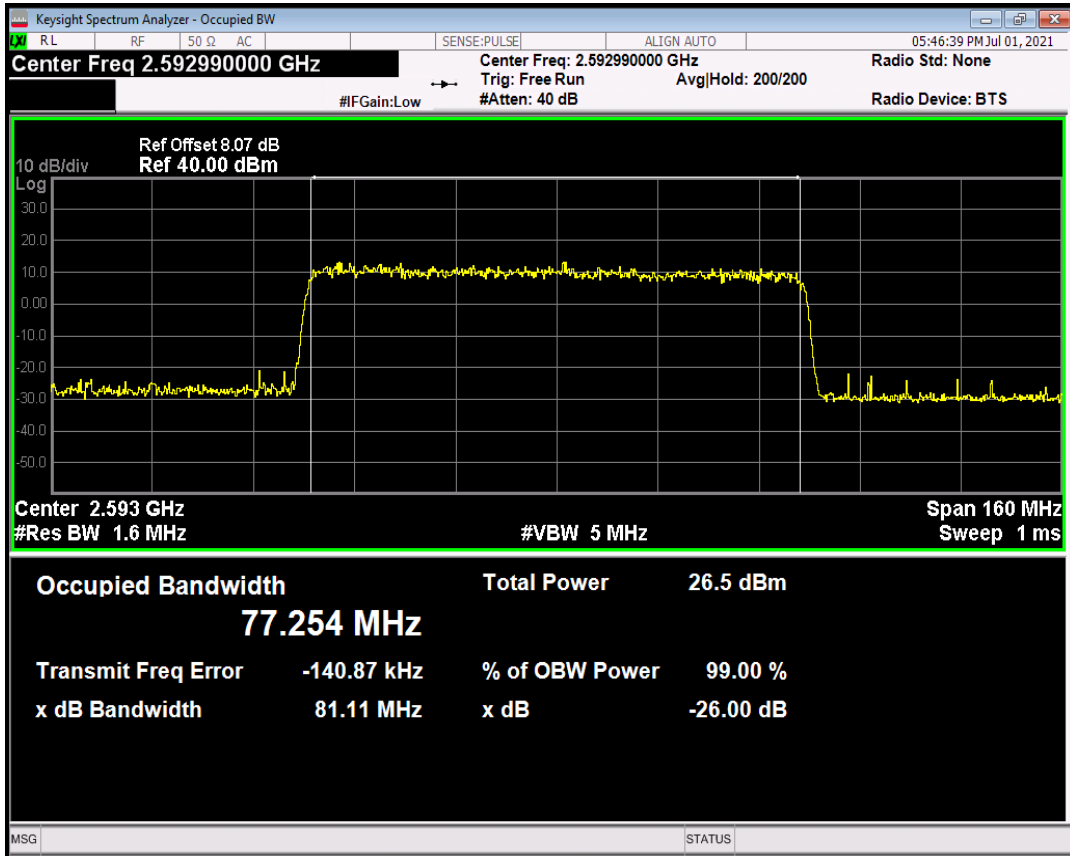 Keysight Spectrum Analyzer - Occupied BW
LXI RL RF 50 Ω AC SENSE:PULSE ALIGN AUTO 05:46:39 PM Jul 01, 2021
Center Freq 2.592990000 GHz Center Freq: 2.592990000 GHz Radio Std: None
Trig: Free Run Avg|Hold: 200/200
#IFGain:Low #Atten: 40 dB Radio Device: BTS
Ref Offset 8.07 dB
10 dB/div Ref 40.00 dBm
Log
30.0
20.0
10.0
0.00
-10.0
-20.0
-30.0
-40.0
-50.0
Center 2.593 GHz Span 160 MHz
#Res BW 1.6 MHz #VBW 5 MHz Sweep 1 ms
Occupied Bandwidth Total Power 26.5 dBm
77.254 MHz
Transmit Freq Error -140.87 kHz % of OBW Power 99.00 %
x dB Bandwidth 81.11 MHz x dB -26.00 dB
MSG STATUS